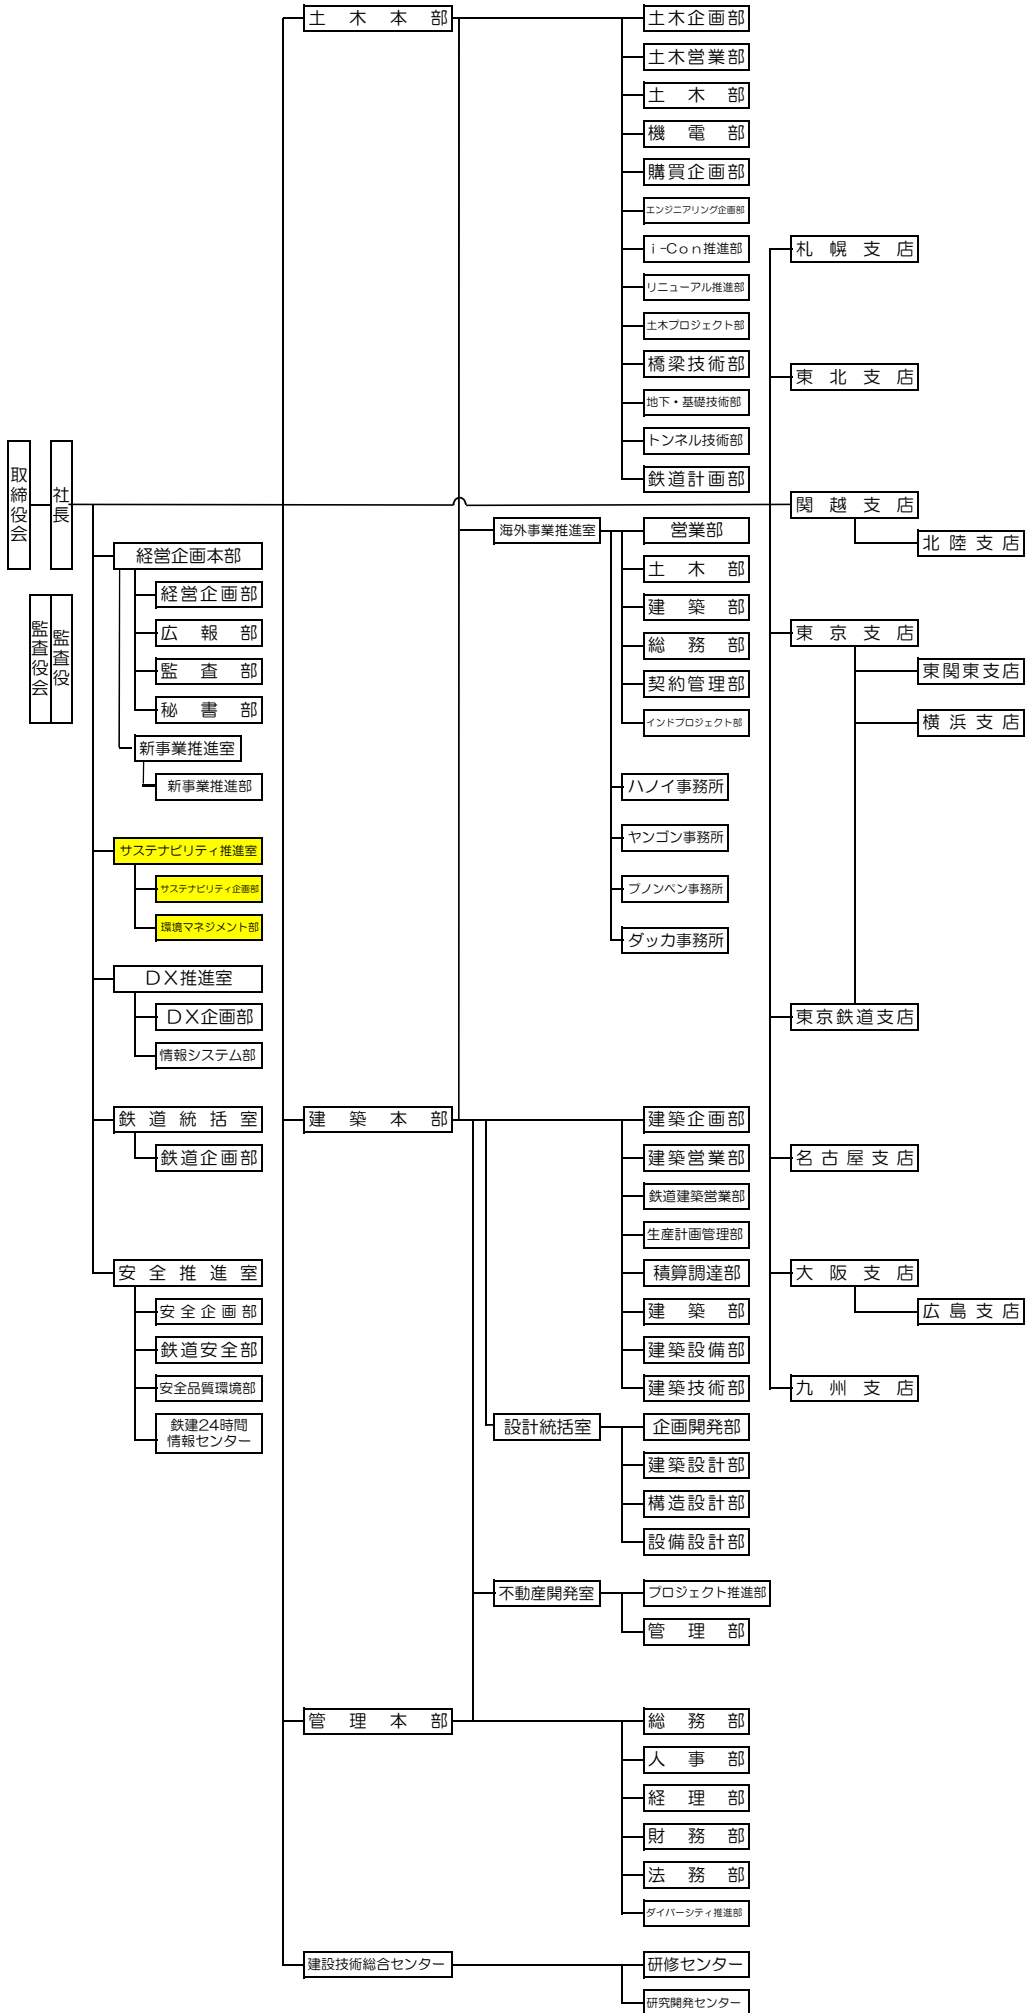 取締役会
社長
監査役会
監査役
経営企画本部
経営企画部
広報部
監査部
秘書部
新事業推進室
新事業推進部
サステナビリティ推進室
サステナビリティ企画部
環境マネジメント部
DX推進室
DX企画部
情報システム部
鉄道統括室
鉄道企画部
安全推進室
安全企画部
鉄道安全部
安全品質環境部
鉄建24時間
情報センター
土木本部
土木企画部
土木営業部
土木部
機電部
購買企画部
エンジニアリング企画部
i-Con推進部
リニューアル推進部
土木プロジェクト部
橋梁技術部
地下・基礎技術部
トンネル技術部
鉄道計画部
海外事業推進室
営業部
土木部
建築部
総務部
契約管理部
インドプロジェクト部
ハノイ事務所
ヤンゴン事務所
プノンペン事務所
ダッカ事務所
建築本部
建築企画部
建築営業部
鉄道建築営業部
生産計画管理部
積算調達部
建築部
建築設備部
建築技術部
設計統括室
企画開発部
建築設計部
構造設計部
設備設計部
不動産開発室
プロジェクト推進部
管理部
管理本部
総務部
人事部
経理部
財務部
法務部
ダイバーシティ推進部
建設技術総合センター
研修センター
研究開発センター
札幌支店
東北支店
関越支店
北陸支店
東京支店
東関東支店
横浜支店
東京鉄道支店
名古屋支店
大阪支店
広島支店
九州支店